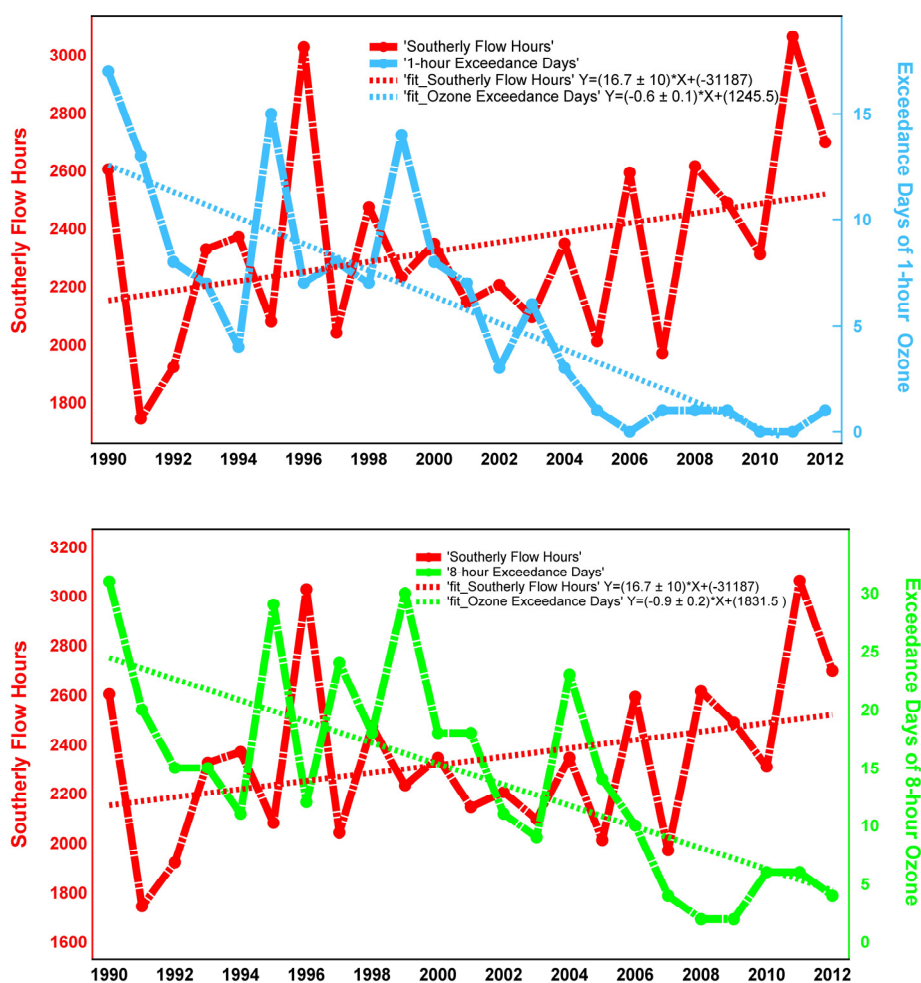 'Southerly Flow Hours'
'1-hour Exceedance Days'
'fit_Southerly Flow Hours' Y=(16.7 ± 10)*X+(-31187)
'fit_Ozone Exceedance Days' Y=(-0.6 ± 0.1)*X+(1245.5)
Southerly Flow Hours
3000
2800
2600
2400
2200
2000
1800
Exceedance Days of 1-hour Ozone
15
10
5
0
1990 1992 1994 1996 1998 2000 2002 2004 2006 2008 2010 2012
'Southerly Flow Hours'
'8-hour Exceedance Days'
'fit_Southerly Flow Hours' Y=(16.7 ± 10)*X+(-31187)
'fit_Ozone Exceedance Days' Y=(-0.9 ± 0.2)*X+(1831.5 )
Southerly Flow Hours
3200
3000
2800
2600
2400
2200
2000
1800
1600
Exceedance Days of 8-hour Ozone
30
25
20
15
10
5
0
1990 1992 1994 1996 1998 2000 2002 2004 2006 2008 2010 2012